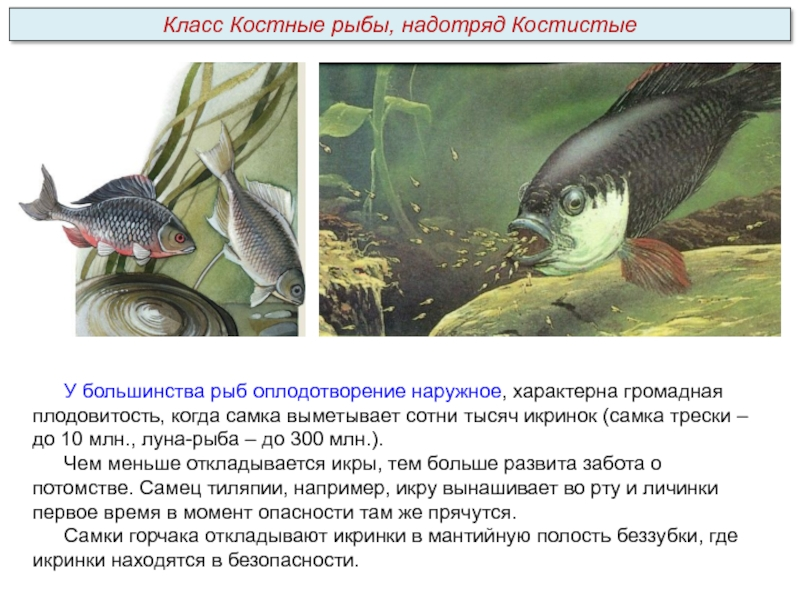 Класс Костные рыбы, надотряд Костистые
У большинства рыб оплодотворение наружное, характерна громадная
плодовитость, когда самка выметывает сотни тысяч икринок (самка трески –
до 10 млн., луна-рыба – до 300 млн.).
Чем меньше откладывается икры, тем больше развита забота о
потомстве. Самец тиляпии, например, икру вынашивает во рту и личинки
первое время в момент опасности там же прячутся.
Самки горчака откладывают икринки в мантийную полость беззубки, где
икринки находятся в безопасности.